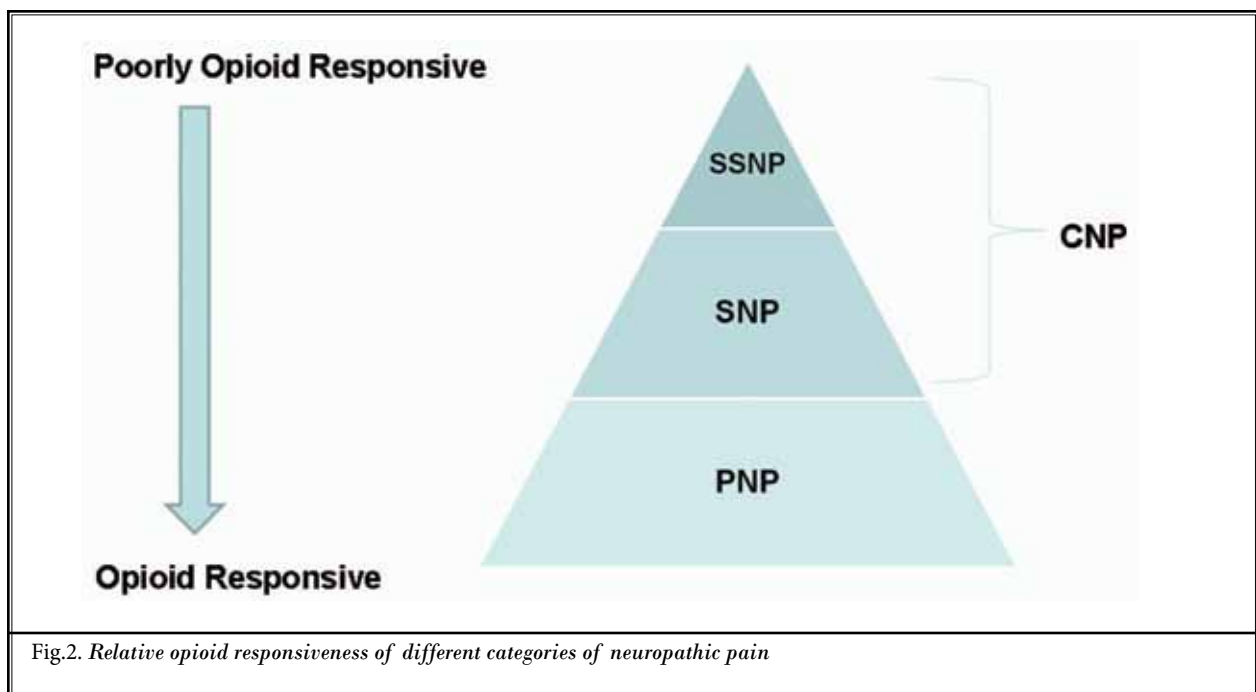 Poorly Opioid Responsive
SSNP
CNP
SNP
PNP
Opioid Responsive
Fig.2. Relative opioid responsiveness of different categories of neuropathic pain